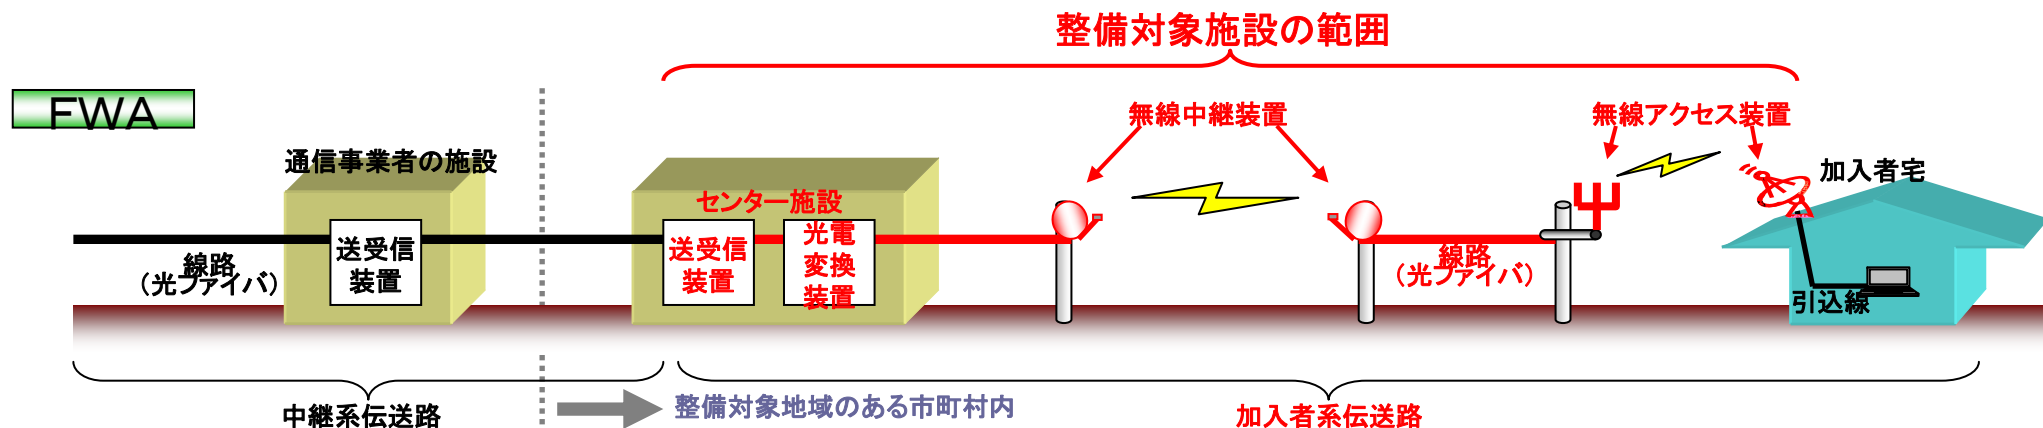 整備対象施設の範囲
FWA
無線中継装置
無線アクセス装置
通信事業者の施設
加入者宅
センター施設
送受信
装置
送受信
装置
光電
変換
装置
線路
（光ファイバ）
線路
（光ファイバ）
引込線
中継系伝送路
整備対象地域のある市町村内
加入者系伝送路